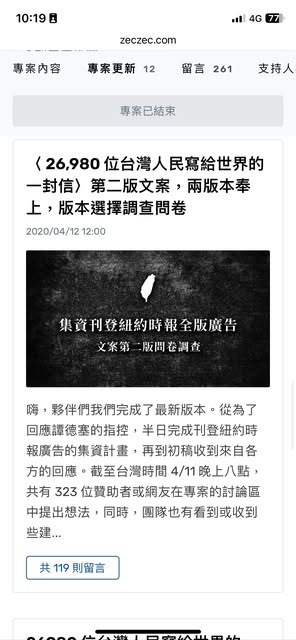 10:19
4G 77
zeczec.com
專案內容 專案更新 12 留言 261 支持人
專案已結束
〈 26,980 位台灣人民寫給世界的
一封信〉第二版文案，兩版本奉
上，版本選擇調查問卷
2020/04/12 12:00
集資刊登紐約時報全版廣告
文案第二版問卷調查
嗨，夥伴們我們完成了最新版本。從為了
回應譚德塞的指控，半日完成刊登紐約時
報廣告的集資計畫，再到初稿收到來自各
方的回應。截至台灣時間 4/11 晚上八點，
共有 323 位贊助者或網友在專案的討論區
中提出想法，同時，團隊也有看到或收到
些建...
共 119 則留言